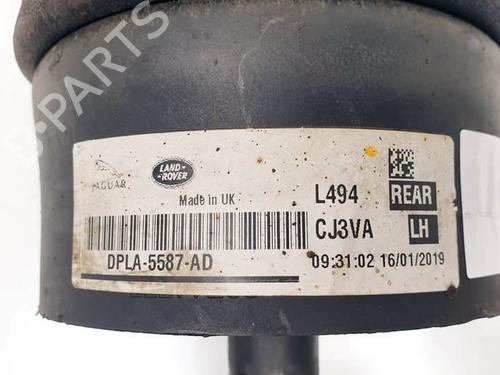 B-PARTS
JAGUAR
LAND-
ROVER
Made in UK
L494
REAR
CJ3VA
LH
DPLA-5587-AD
09:31:02 16/01/2019